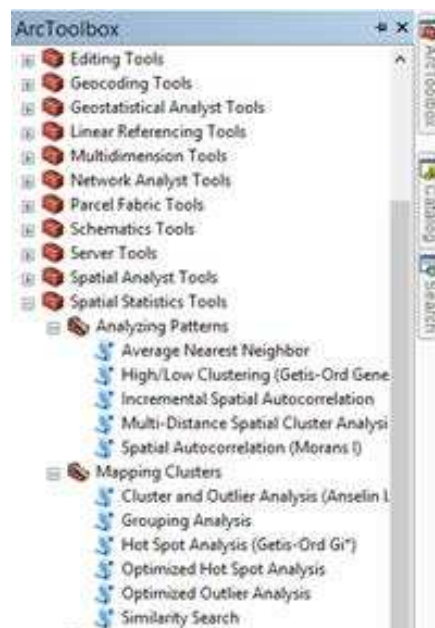 ArcToolbox
Editing Tools
Geocoding Tools
Geostatistical Analyst Tools
Linear Referencing Tools
Multidimension Tools
Network Analyst Tools
Parcel Fabric Tools
Schematics Tools
Server Tools
Spatial Analyst Tools
Spatial Statistics Tools
Analyzing Patterns
Average Nearest Neighbor
High/Low Clustering (Getis-Ord Gene
Incremental Spatial Autocorrelation
Multi-Distance Spatial Cluster Analysi
Spatial Autocorrelation (Morans I)
Mapping Clusters
Cluster and Outlier Analysis (Anselin L
Grouping Analysis
Hot Spot Analysis (Getis-Ord Gi*)
Optimized Hot Spot Analysis
Optimized Outlier Analysis
Similarity Search
ArcToolbox
Catalog
Search